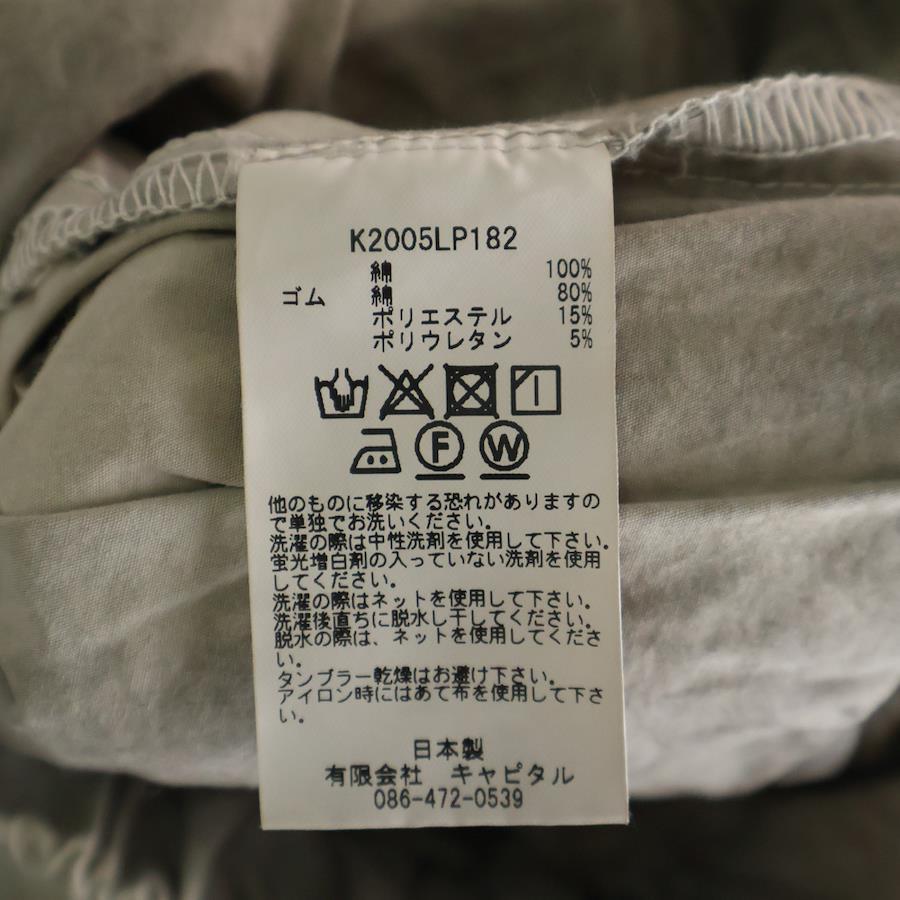 K2005LP182
綿 100%
ゴム 綿 80%
ポリエステル 15%
ポリウレタン 5%
F W
他のものに移染する恐れがありますの
で単独でお洗いください。
洗濯の際は中性洗剤を使用して下さい。
蛍光増白剤の入っていない洗剤を使用
してください。
洗濯の際はネットを使用して下さい。
洗濯後直ちに脱水し干してください。
脱水の際は、ネットを使用してくださ
い。
タンブラー乾燥はお避け下さい。
アイロン時にはあて布を使用して下さ
い。
日本製
有限会社 キャピタル
086-472-0539